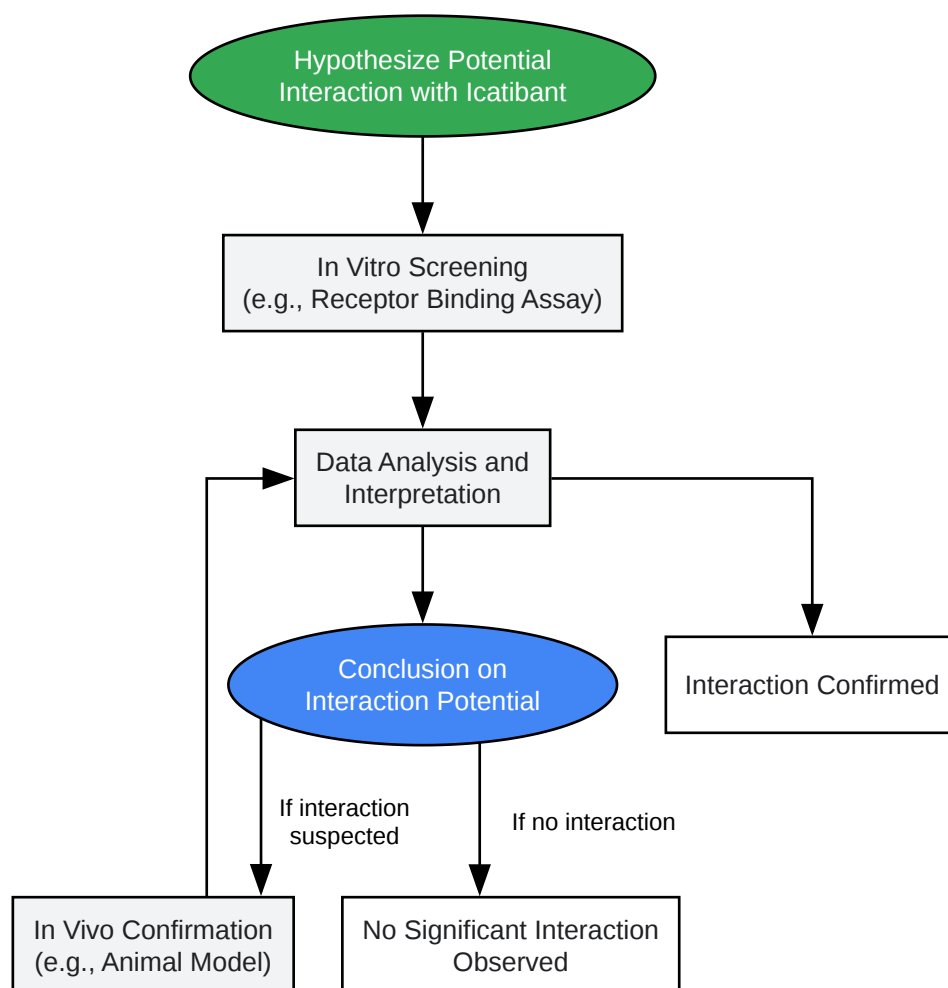 Hypothesize Potential
Interaction with Icatibant
In Vitro Screening
(e.g., Receptor Binding Assay)
Data Analysis and
Interpretation
Conclusion on
Interaction Potential
Interaction Confirmed
If interaction
suspected
If no interaction
In Vivo Confirmation
(e.g., Animal Model)
No Significant Interaction
Observed